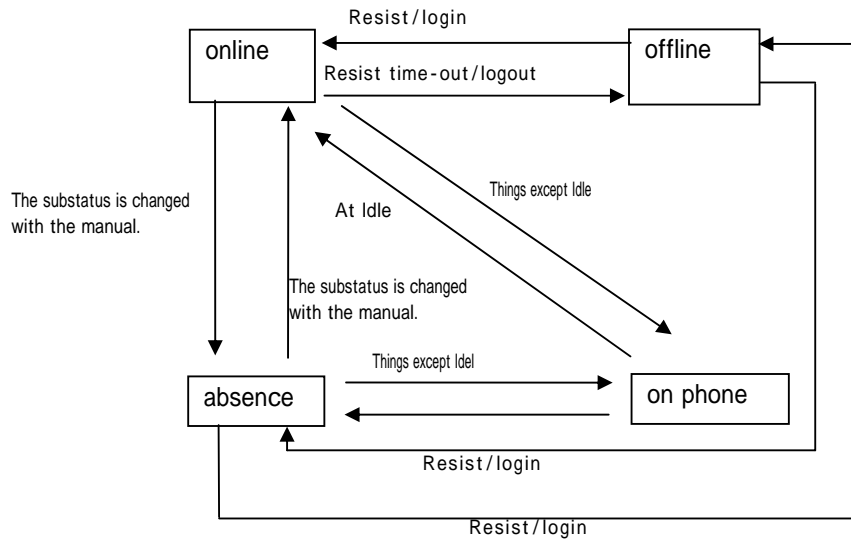 Resist/login
online
offline
Resist time-out/logout
Things except Idle
The substatus is changed
with the manual.
At Idle
The substatus is changed
with the manual.
Things except Idel
absence
on phone
Resist/login
Resist/login